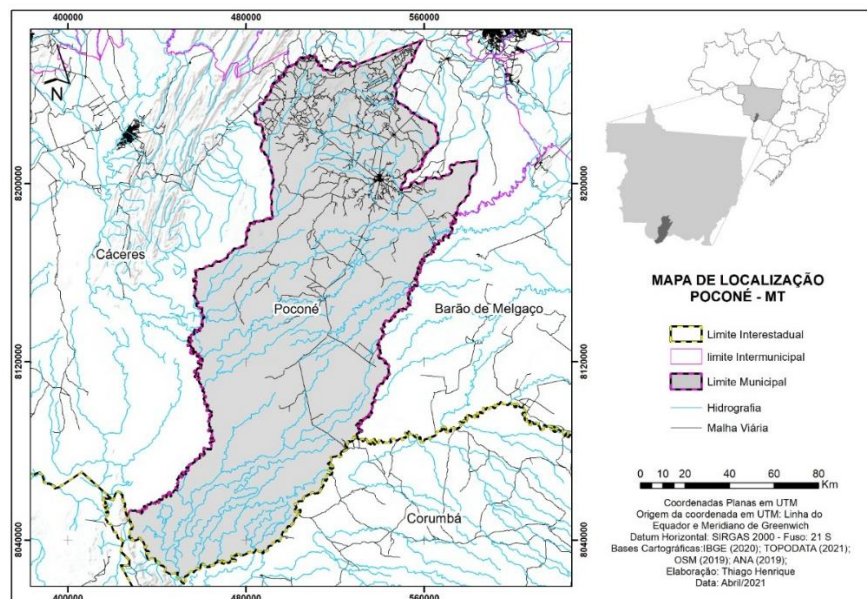 400000 480000 560000
N
8200000 8200000
Cáceres
Poconé
Barão de Melgaço
8120000 8120000
Corumbá
8040000 8040000
400000 480000 560000
MAPA DE LOCALIZAÇÃO
POCONÉ - MT
Limite Interestadual
limite Intermunicipal
Limite Municipal
Hidrografia
Malha Viária
0 10 20 40 60 80
Km
Coordenadas Planas em UTM
Origem da coordenada em UTM: Linha do
Equador e Meridiano de Greenwich
Datum Horizontal: SIRGAS 2000 - Fuso: 21 S
Bases Cartográficas:IBGE (2020); TOPODATA (2021);
OSM (2019); ANA (2019);
Elaboração: Thiago Henrique
Data: Abril/2021